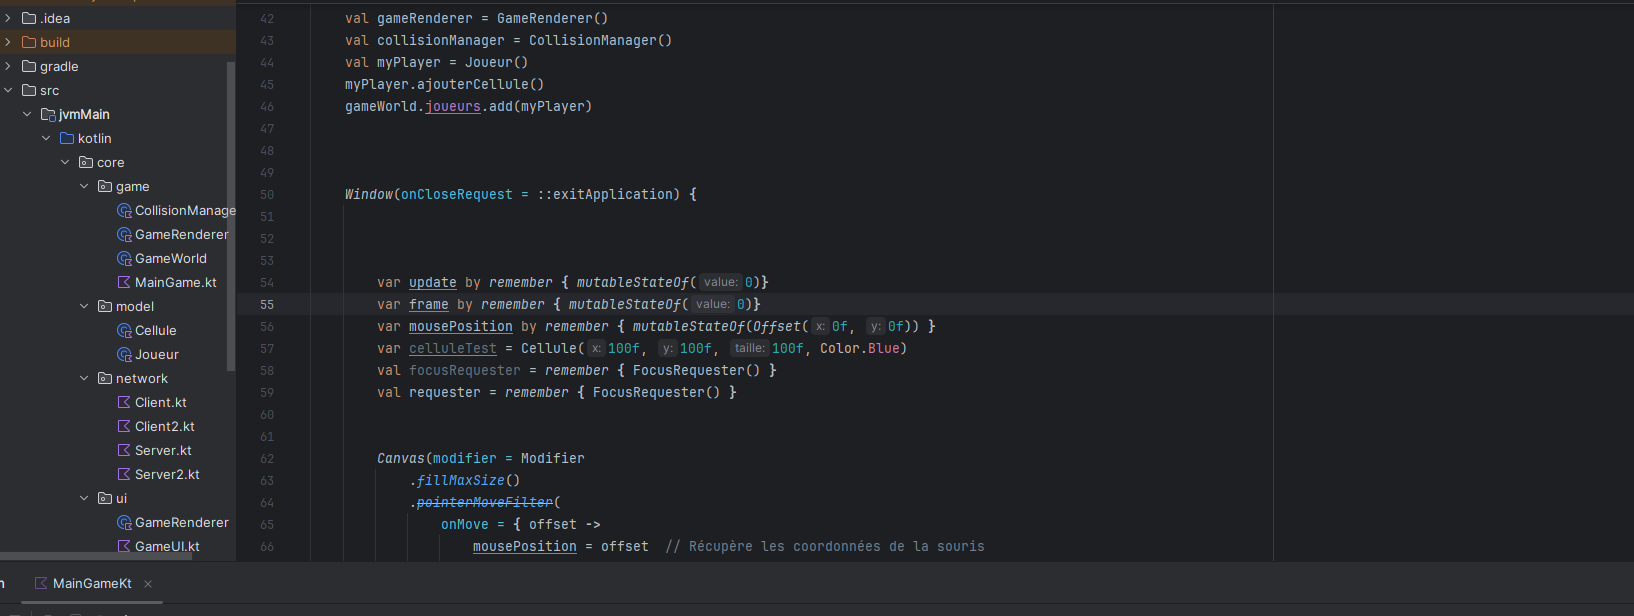 .idea
build
gradle
src
jvmMain
kotlin
core
game
CollisionManage
GameRenderer
GameWorld
MainGame.kt
model
Cellule
Joueur
network
Client.kt
Client2.kt
Server.kt
Server2.kt
ui
GameRenderer
GameUI.kt
42 val gameRenderer = GameRenderer()
43 val collisionManager = CollisionManager()
44 val myPlayer = Joueur()
45 myPlayer.ajouterCellule()
46 gameWorld.joueurs.add(myPlayer)
47
48
49
50 Window(onCloseRequest = ::exitApplication) {
51
52
53
54 var update by remember { mutableStateOf( value: 0)}
55 var frame by remember { mutableStateOf( value: 0)}
56 var mousePosition by remember { mutableStateOf(Offset( x: 0f, y: 0f)) }
57 var celluleTest = Cellule( x: 100f, y: 100f, taille: 100f, Color.Blue)
58 val focusRequester = remember { FocusRequester() }
59 val requester = remember { FocusRequester() }
60
61
62 Canvas(modifier = Modifier
63 .fillMaxSize()
64 .pointerMoveFilter(
65 onMove = { offset ->
66 mousePosition = offset // Récupère les coordonnées de la souris
MainGameKt